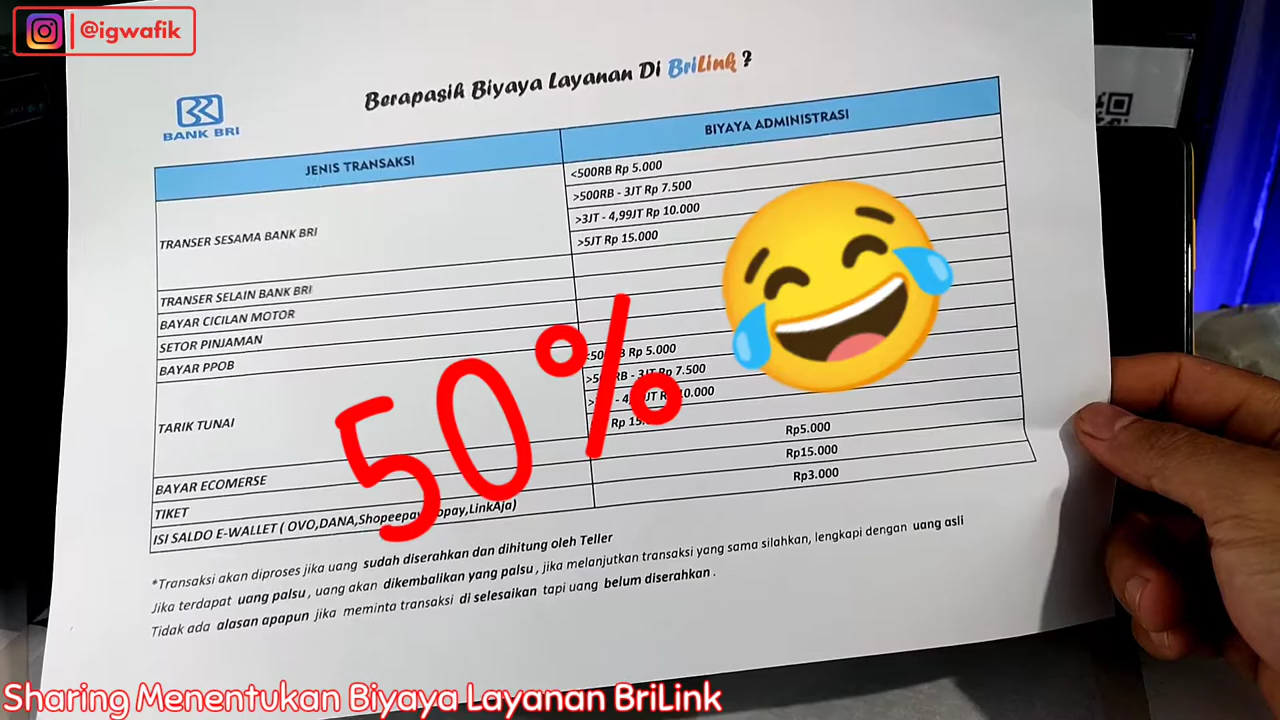 @igwafik
Berapasih Biyaya Layanan Di BriLink ?
BANK BRI
JENIS TRANSAKSI
BIYAYA ADMINISTRASI
TRANSER SESAMA BANK BRI
<500RB Rp 5.000
>500RB - 3JT Rp 7.500
>3JT - 4,99JT Rp 10.000
>5JT Rp 15.000
TRANSER SELAIN BANK BRI
BAYAR CICILAN MOTOR
SETOR PINJAMAN
BAYAR PPOB
TARIK TUNAI
Rp 5.000
- 3JT Rp 7.500
10.000
Rp
50%
BAYAR ECOMERSE
Rp5.000
TIKET
Rp15.000
ISI SALDO E-WALLET ( OVO,DANA,Shopeepay, LinkAja)
Rp3.000
*Transaksi akan diproses jika uang sudah diserahkan dan dihitung oleh Teller
Jika terdapat uang palsu , uang akan dikembalikan yang palsu , jika melanjutkan transaksi yang sama silahkan, lengkapi dengan uang asli
Tidak ada alasan apapun jika meminta transaksi di selesaikan tapi uang belum diserahkan .
Sharing Menentukan Biyaya Layanan BriLink